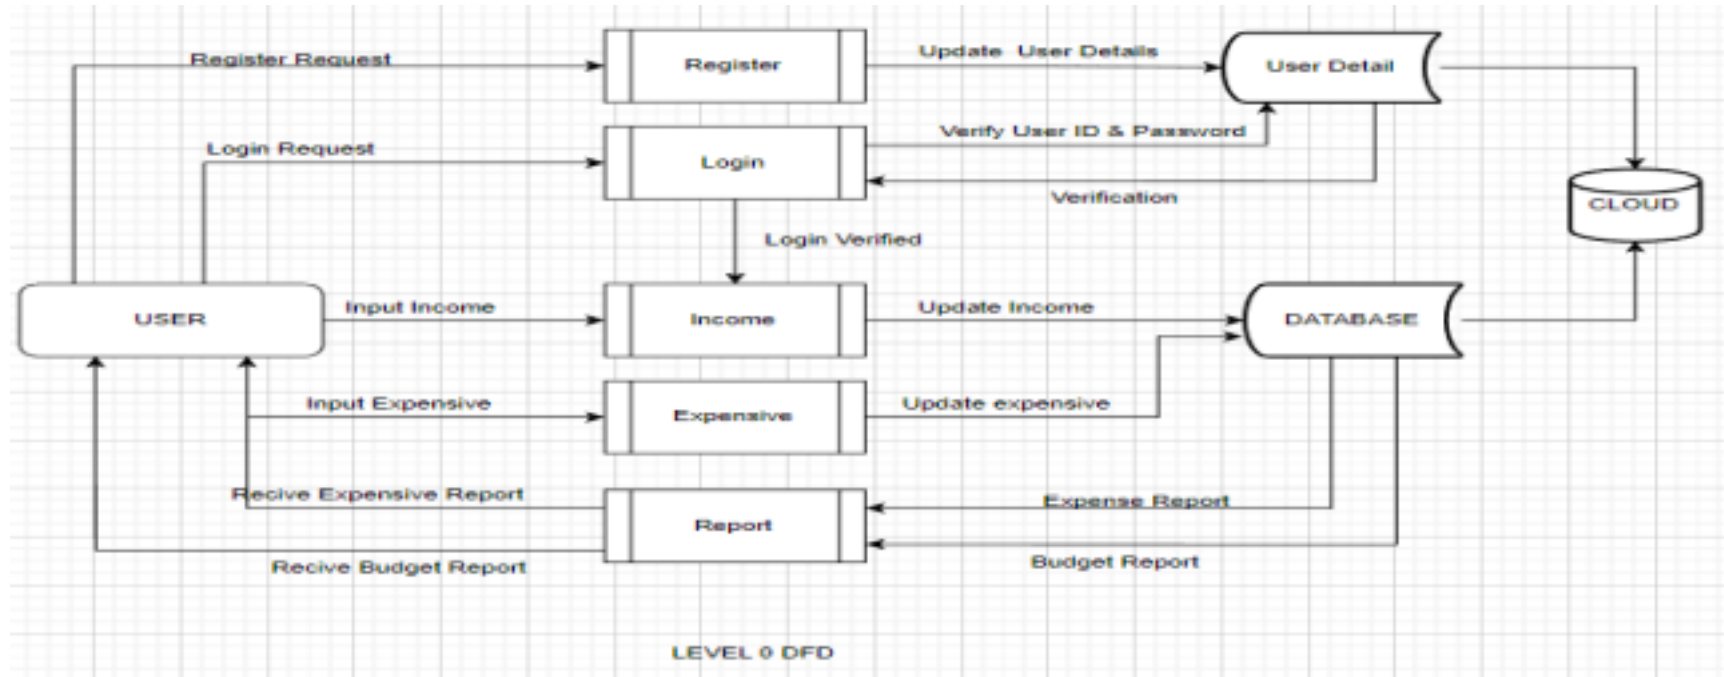 Register Request
Register
Update User Details
User Detail
Login Request
Login
Verify User ID & Password
Verification
CLOUD
Login Verified
USER
Input Income
Income
Update Income
DATABASE
Input Expensive
Expensive
Update expensive
Recive Expensive Report
Report
Expense Report
Recive Budget Report
Budget Report
LEVEL 0 DFD